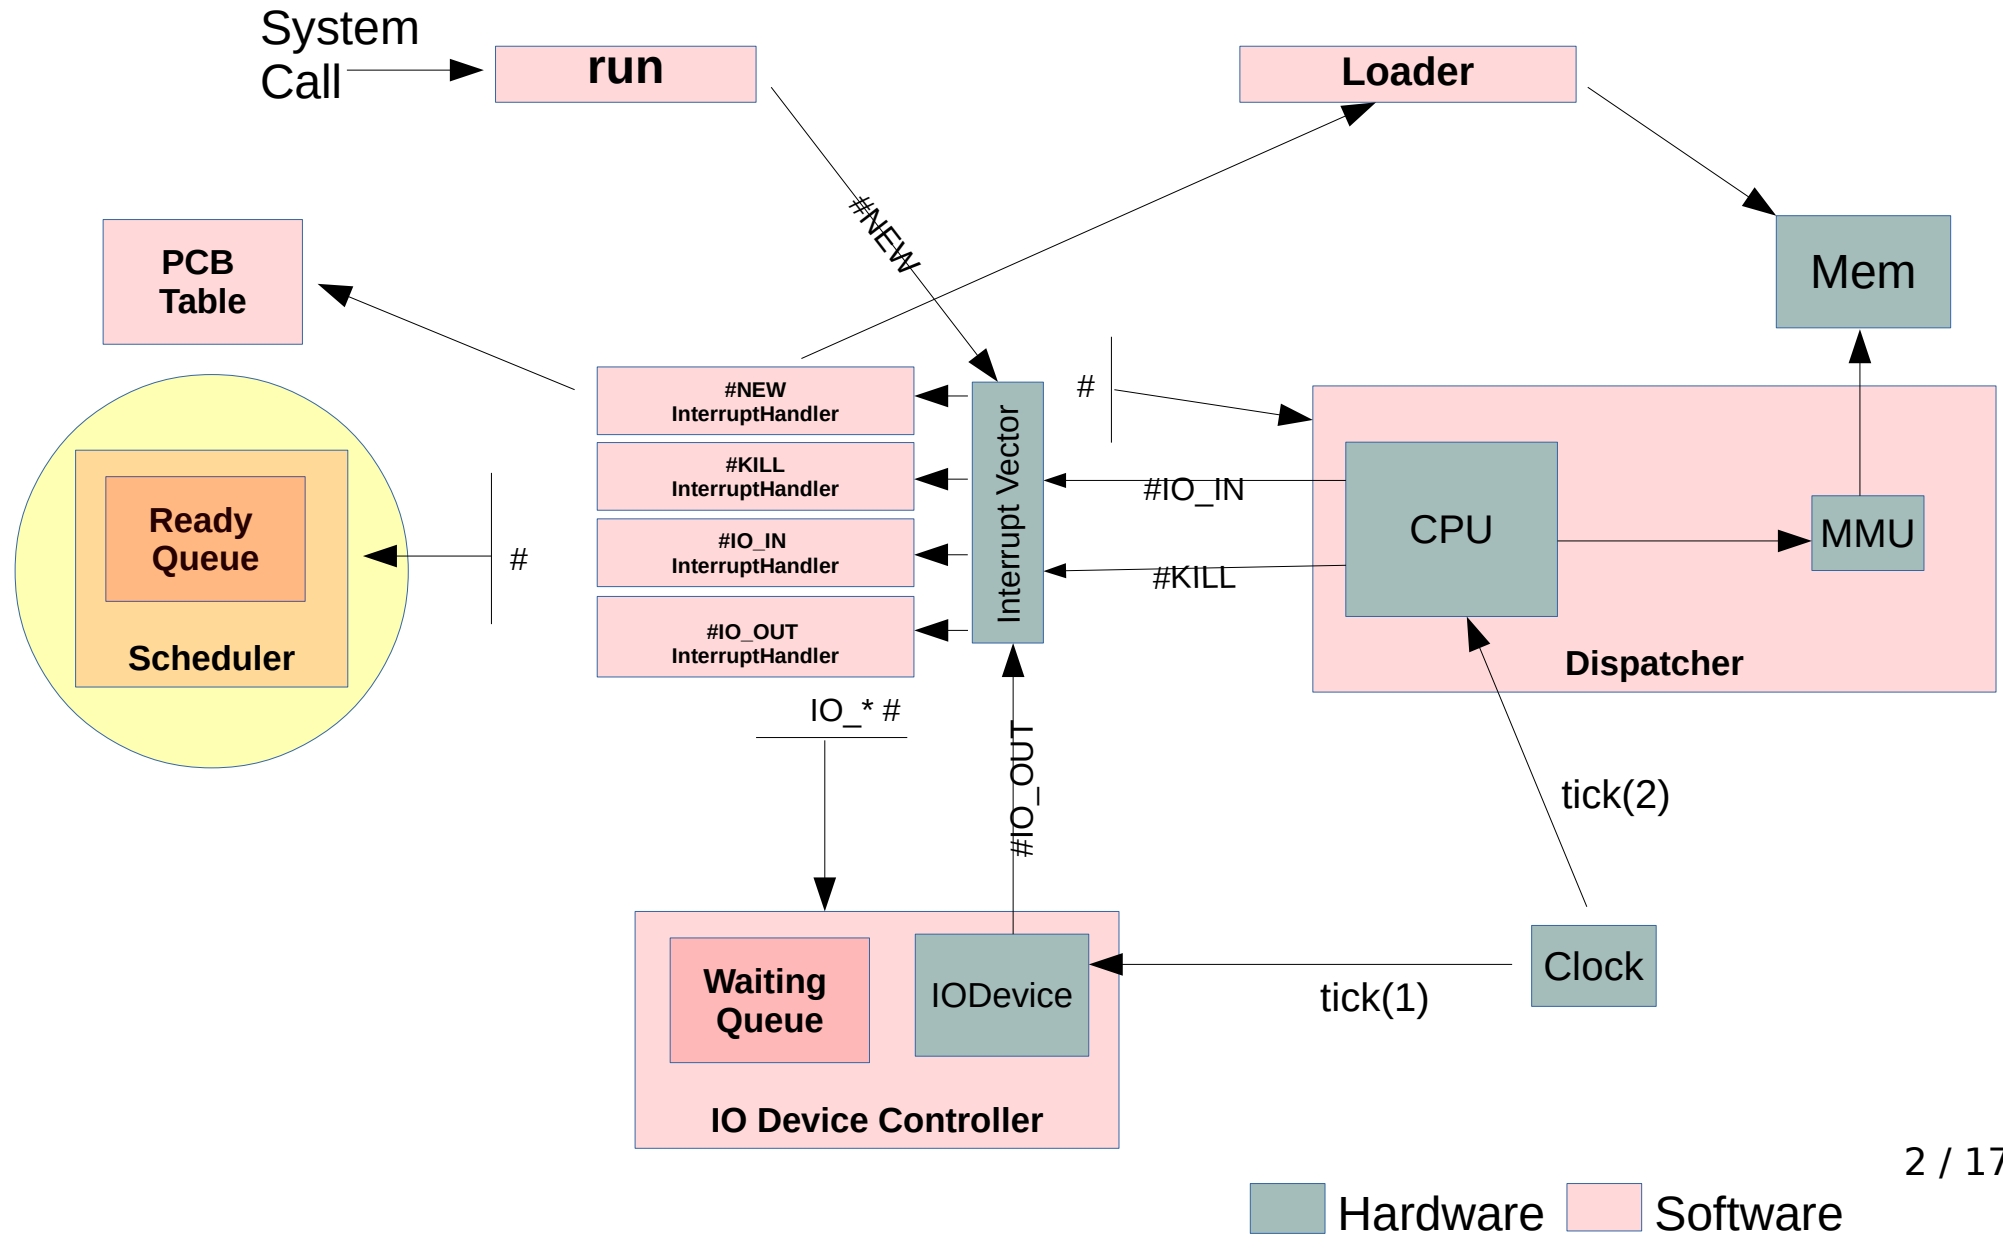 System
Call
run
Loader
#NEW
PCB
Table
Mem
#NEW
InterruptHandler
#KILL
InterruptHandler
#IO_IN
InterruptHandler
#IO_OUT
InterruptHandler
Interrupt Vector
#
#IO_IN
#KILL
CPU
MMU
Dispatcher
Ready
Queue
Scheduler
#
IO_* #
#IO_OUT
tick(2)
Waiting
Queue
IODevice
IO Device Controller
tick(1)
Clock
2 / 17
Hardware
Software